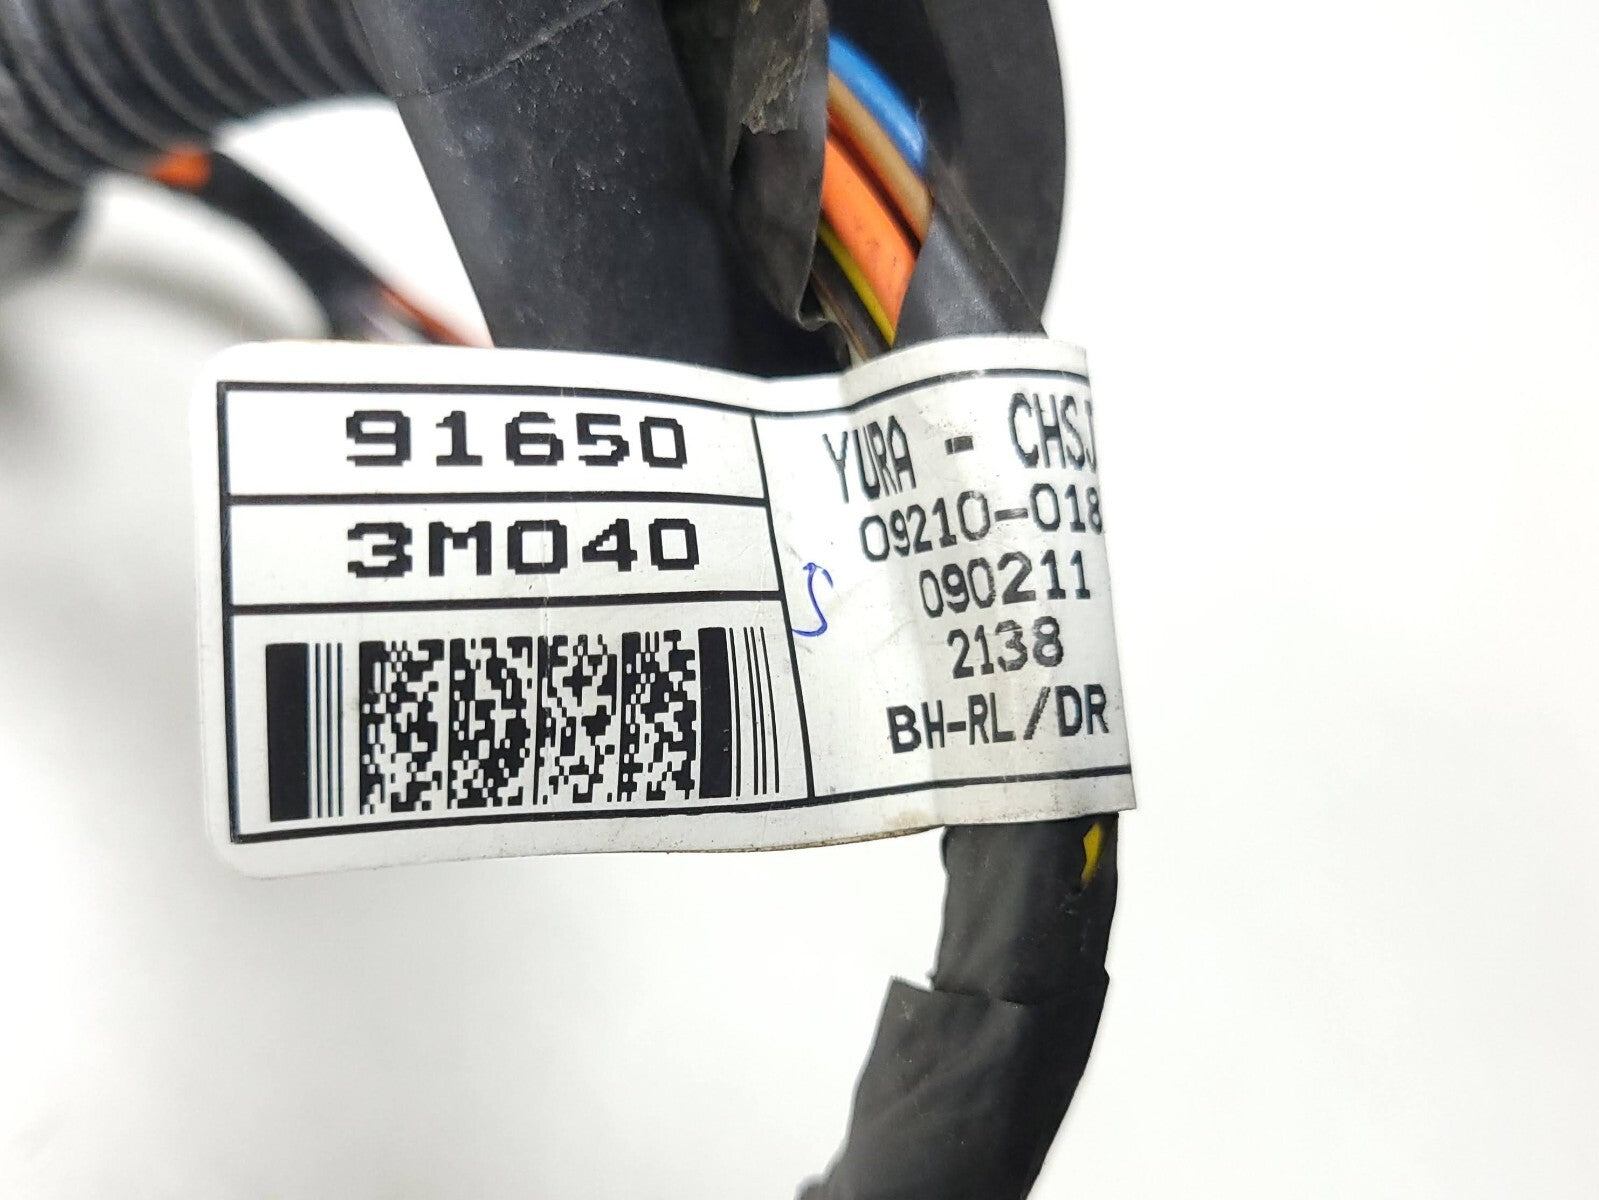 91650
3M040
YURA - CHSJ
09210-018
090211
2138
BH-RL/DR
S